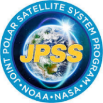 JOINT POLAR SATELLITE SYSTEM PROGRAM
JPSS
•NOAA•NASA•